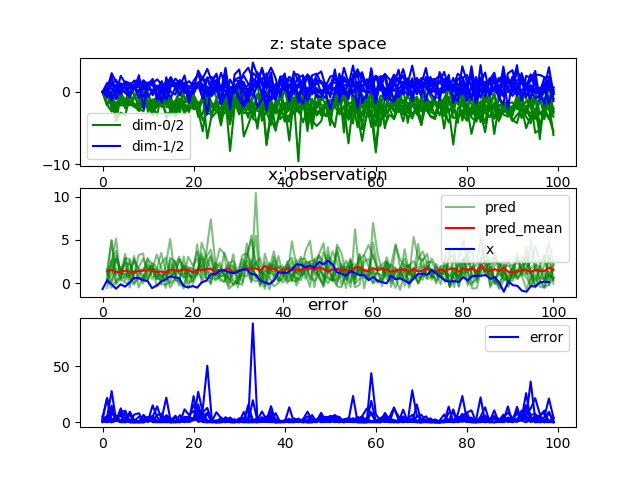 z: state space
0
−10
dim-0/2
dim-1/2
0 20 40 60 80 100
x: observation
10
5
0
pred
pred_mean
x
0 20 40 60 80 100
error
50
0
error
0 20 40 60 80 100